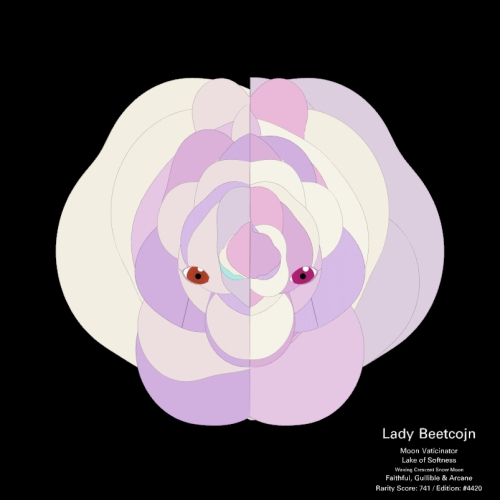 Lady Beetcojn
Moon Vaticinator
Lake of Softness
Waxing Crescent Snow Moon
Faithful, Gullible & Arcane
Rarity Score: 741 / Edition: #4420